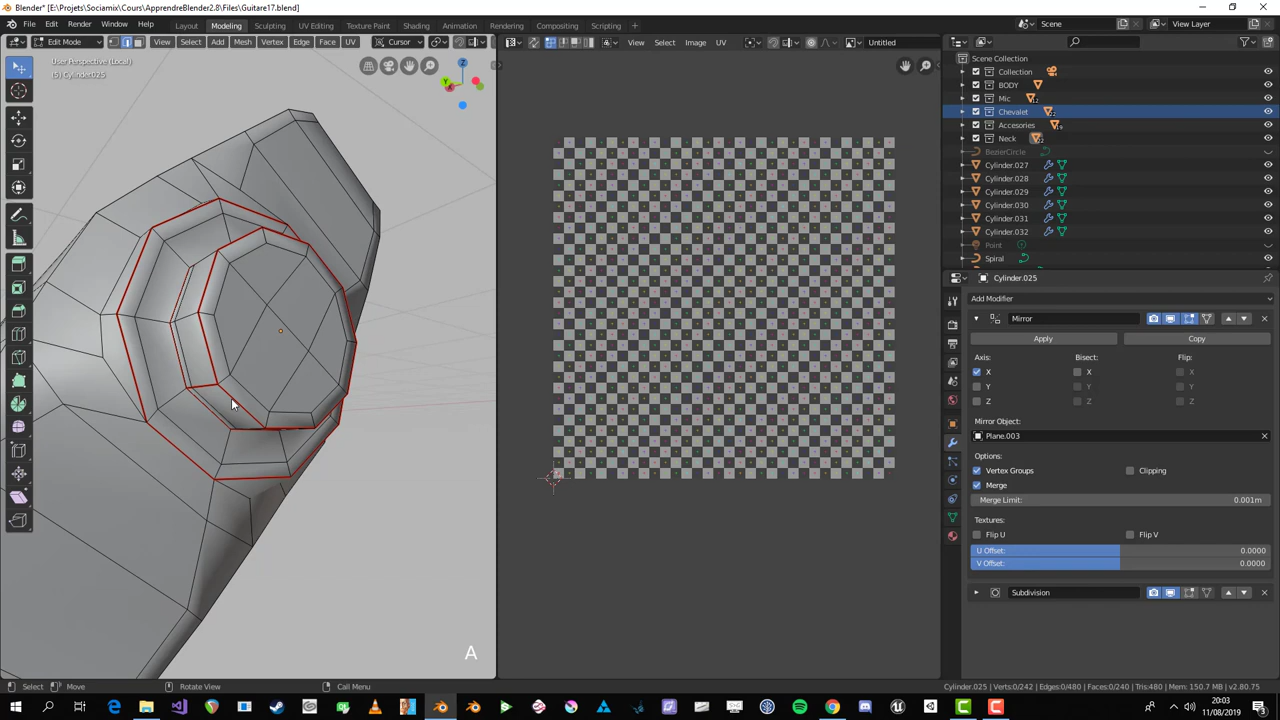 Blender* [E:\Projets\Sociamix\Cours\ApprendreBlender2.8\Files\Guitare17.blend]
File Edit Render Window Help Layout Modeling Sculpting UV Editing Texture Paint Shading Animation Rendering Compositing Scripting + Scene View Layer
Edit Mode View Select Add Mesh Vertex Edge Face UV Cursor View Select Image UV Untitled
User Perspective (Local)
(5) Cylinder.025
Scene Collection
Collection
BODY
Mic
Chevalet
Accesories
Neck
BezierCircle
Cylinder.027
Cylinder.028
Cylinder.029
Cylinder.030
Cylinder.031
Cylinder.032
Point
Spiral
Cylinder.025
Add Modifier
Mirror
Apply Copy
Axis: Bisect: Flip:
X X X
Y Y Y
Z Z Z
Mirror Object:
Plane.003
Options:
Vertex Groups Clipping
Merge
Merge Limit: 0.001m
Textures:
Flip U Flip V
U Offset: 0.0000
V Offset: 0.0000
Subdivision
A
Select Move Rotate View Call Menu Cylinder.025 | Verts:0/242 | Edges:0/480 | Faces:0/240 | Tris:480 | Mem: 150.7 MB | v2.80.75
20:03
11/08/2019